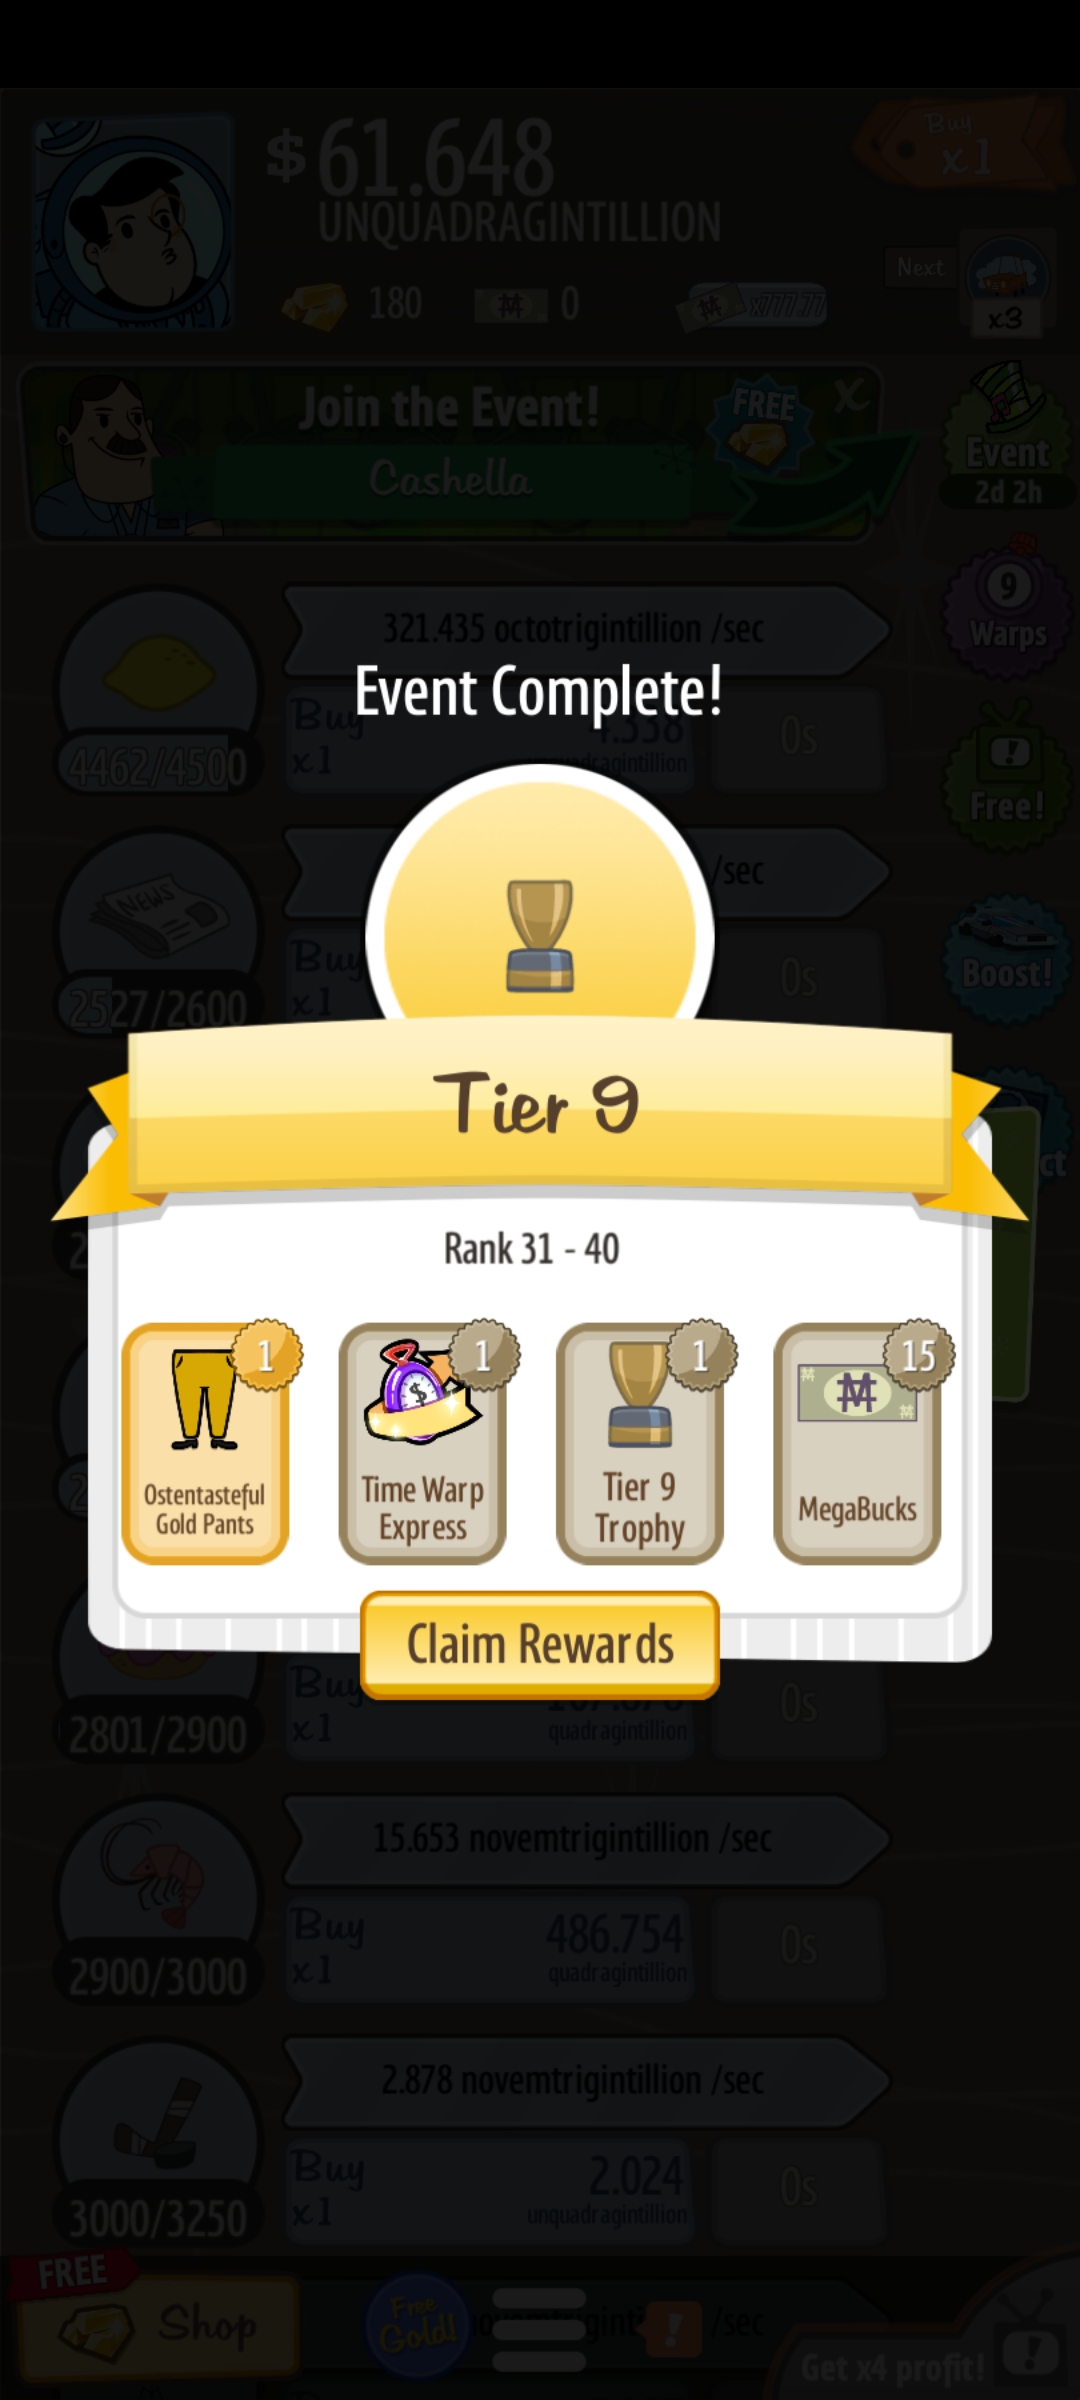 $61.648
UNQUADRAGINTILLION
Buy
x1
180
0
x777.77
Next
x3
Join the Event!
FREE
X
Cashella
Event
2d 2h
9
Warps
321.435 octotrigintillion /sec
Event Complete!
Buy
x1
0s
4462/4500
Free!
/sec
NEWS
Buy
x1
0s
2527/2600
Boost!
Tier 9
Rank 31 - 40
1
1
1
15
Ostentasteful
Gold Pants
Time Warp
Express
Tier 9
Trophy
MegaBucks
Claim Rewards
Buy
x1
quadragintillion
0s
2801/2900
15.653 novemtrigintillion /sec
Buy
x1
486.754
quadragintillion
0s
2900/3000
2.878 novemtrigintillion /sec
Buy
x1
2.024
unquadragintillion
0s
3000/3250
FREE
Shop
Free
Gold!
!
/sec
Get x4 profit!